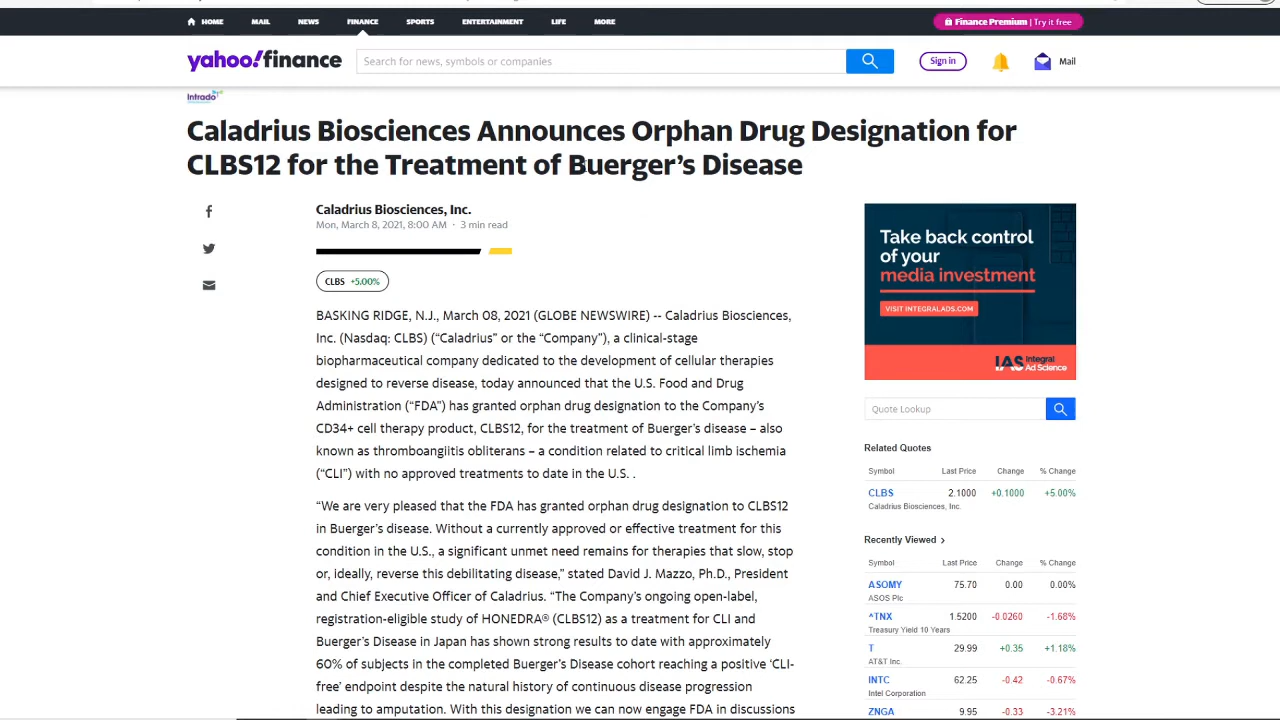 HOME MAIL NEWS FINANCE SPORTS ENTERTAINMENT LIFE MORE Finance Premium | Try it free
yahoo!finance Search for news, symbols or companies Sign in Mail
Intrado
Caladrius Biosciences Announces Orphan Drug Designation for
CLBS12 for the Treatment of Buerger's Disease
Caladrius Biosciences, Inc.
Mon, March 8, 2021, 8:00 AM · 3 min read
CLBS +5.00%
BASKING RIDGE, N.J., March 08, 2021 (GLOBE NEWSWIRE) -- Caladrius Biosciences,
Inc. (Nasdaq: CLBS) (“Caladrius” or the “Company”), a clinical-stage
biopharmaceutical company dedicated to the development of cellular therapies
designed to reverse disease, today announced that the U.S. Food and Drug
Administration (“FDA”) has granted orphan drug designation to the Company’s
CD34+ cell therapy product, CLBS12, for the treatment of Buerger’s disease – also
known as thromboangiitis obliterans – a condition related to critical limb ischemia
(“CLI”) with no approved treatments to date in the U.S. .
“We are very pleased that the FDA has granted orphan drug designation to CLBS12
in Buerger’s disease. Without a currently approved or effective treatment for this
condition in the U.S., a significant unmet need remains for therapies that slow, stop
or, ideally, reverse this debilitating disease,” stated David J. Mazzo, Ph.D., President
and Chief Executive Officer of Caladrius. “The Company’s ongoing open-label,
registration-eligible study of HONEDRA® (CLBS12) as a treatment for CLI and
Buerger’s Disease in Japan has shown strong results to date with approximately
60% of subjects in the completed Buerger’s Disease cohort reaching a positive ‘CLI-
free’ endpoint despite the natural history of continuous disease progression
leading to amputation. With this designation we can now engage FDA in discussions
Take back control
of your
media investment
VISIT INTEGRALADS.COM
IAS Integral
Ad Science
Quote Lookup
Related Quotes
Symbol Last Price Change % Change
CLBS 2.1000 +0.1000 +5.00%
Caladrius Biosciences, Inc.
Recently Viewed >
Symbol Last Price Change % Change
ASOMY 75.70 0.00 0.00%
ASOS Plc
^TNX 1.5200 -0.0260 -1.68%
Treasury Yield 10 Years
T 29.99 +0.35 +1.18%
AT&T Inc.
INTC 62.25 -0.42 -0.67%
Intel Corporation
ZNGA 9.95 -0.33 -3.21%